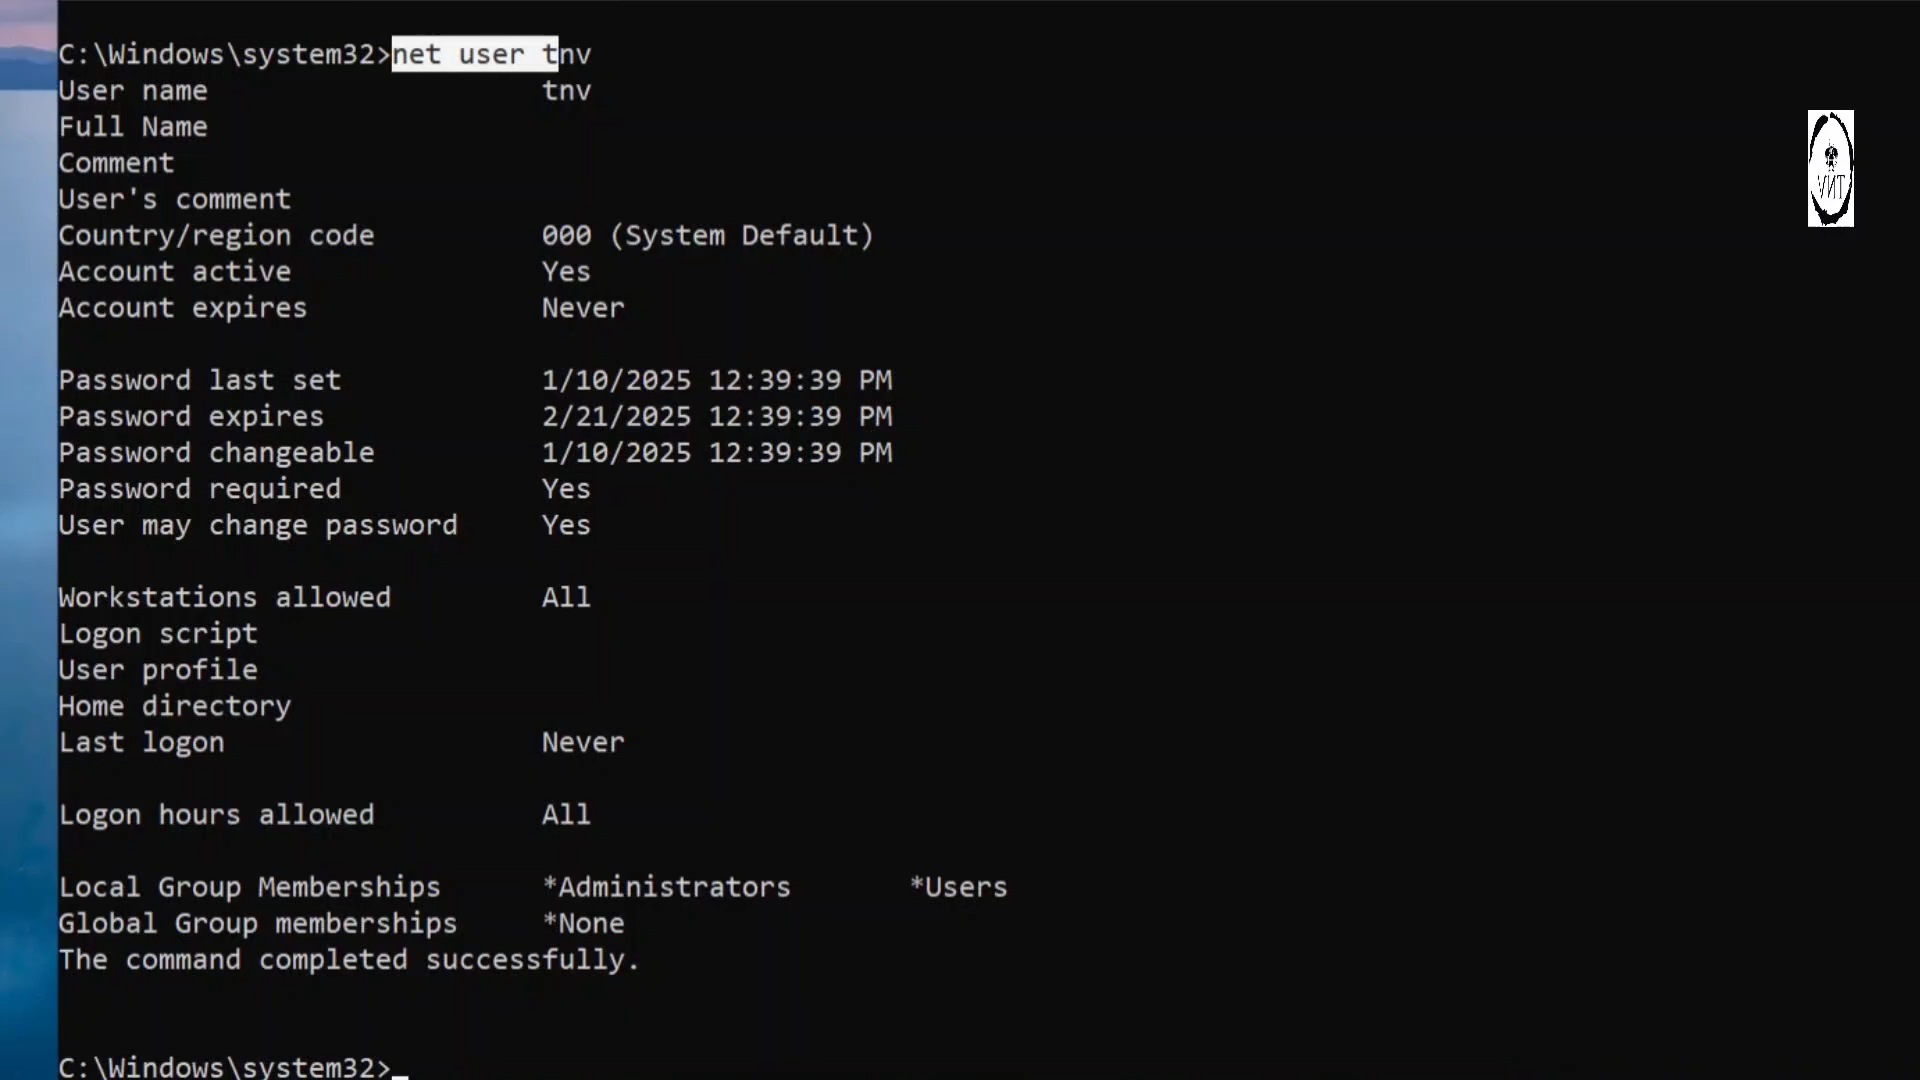 C:\Windows\system32>net user tnv
User name                    tnv
Full Name
Comment
User's comment
Country/region code          000 (System Default)
Account active               Yes
Account expires              Never
Password last set            1/10/2025 12:39:39 PM
Password expires             2/21/2025 12:39:39 PM
Password changeable          1/10/2025 12:39:39 PM
Password required            Yes
User may change password     Yes
Workstations allowed         All
Logon script
User profile
Home directory
Last logon                   Never
Logon hours allowed          All
Local Group Memberships      *Administrators       *Users
Global Group memberships     *None
The command completed successfully.
C:\Windows\system32>_
VNT